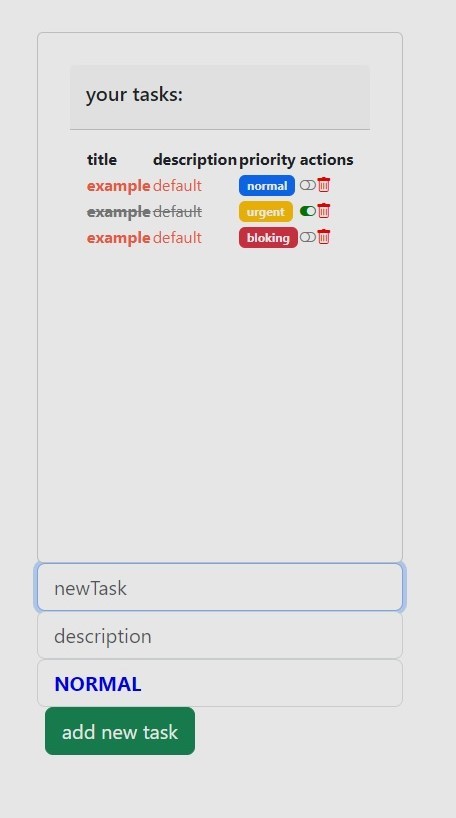 your tasks:
title description priority actions
example default normal
example default urgent
example default bloking
newTask
description
NORMAL
add new task